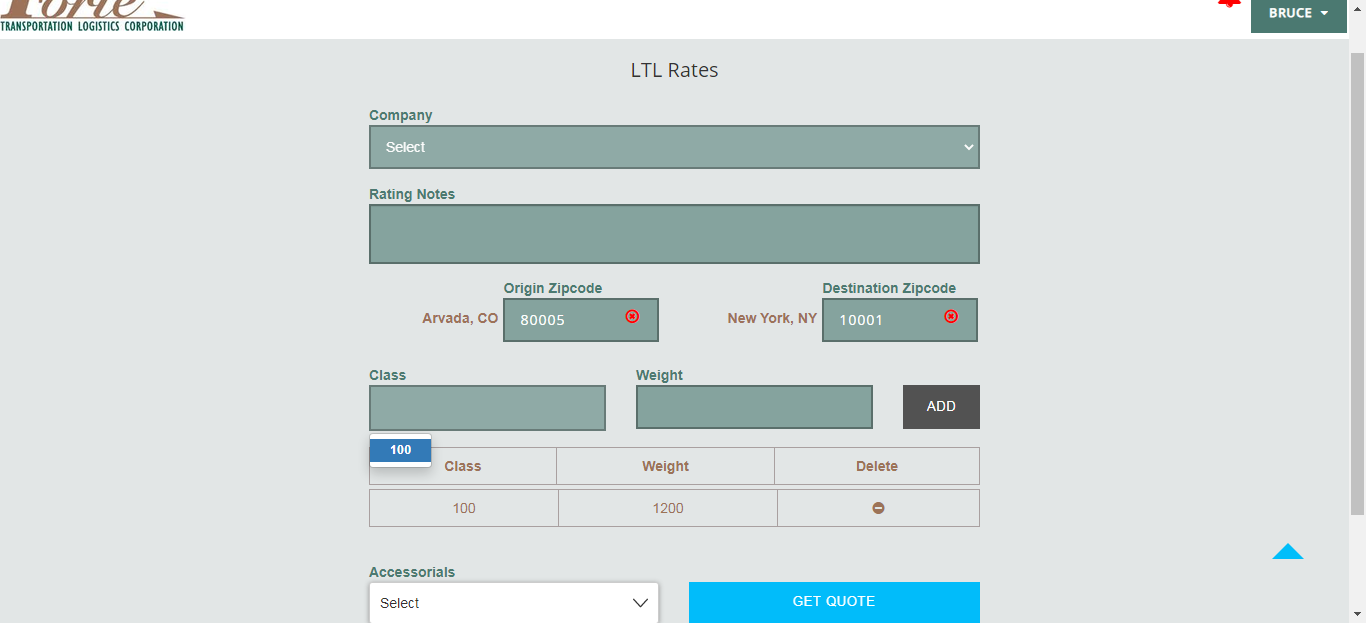 TRANSPORTATION LOGISTICS CORPORATION
BRUCE
LTL Rates
Company
Select
Rating Notes
Origin Zipcode
Destination Zipcode
Arvada, CO
80005
New York, NY
10001
Class
Weight
ADD
100
Class
Weight
Delete
100
1200
Accessorials
Select
GET QUOTE